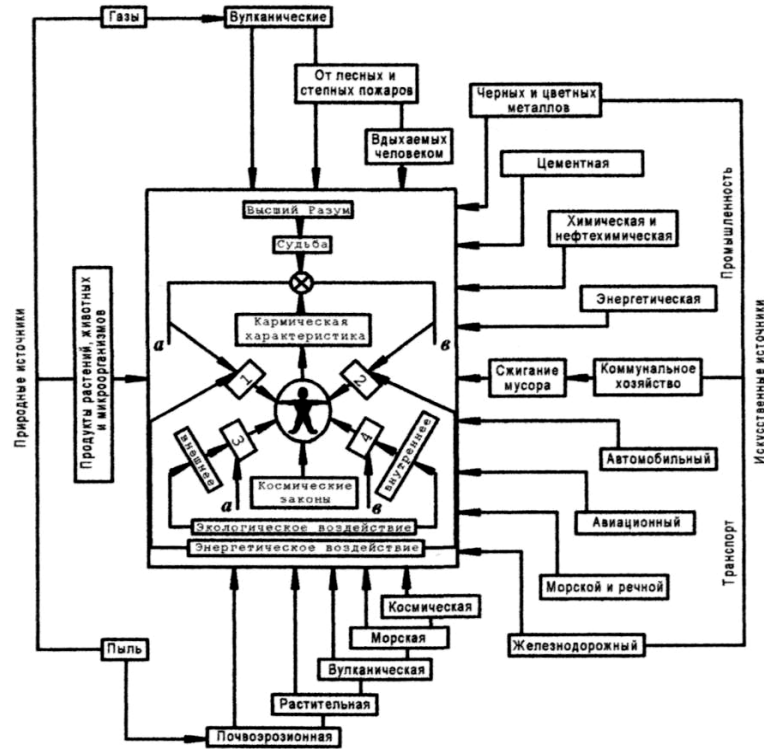 Газы
Вулканические
От лесных и
степных пожаров
Вдыхаемых
человеком
Черных и цветных
металлов
Цементная
Химическая и
нефтехимическая
Энергетическая
Промышленность
Сжигание
мусора
Коммунальное
хозяйство
Искусственные источники
Автомобильный
Авиационный
Морской и речной
Железнодорожный
Транспорт
Природные источники
Продукты растений, животных
и микроорганизмов
Высший Разум
Судьба
Кармическая
характеристика
а
в
1
2
3
4
внешнее
внутреннее
а
Космические
законы
в
Экологическое воздействие
Энергетическое воздействие
Космическая
Морская
Вулканическая
Растительная
Почвоэрозионная
Пыль